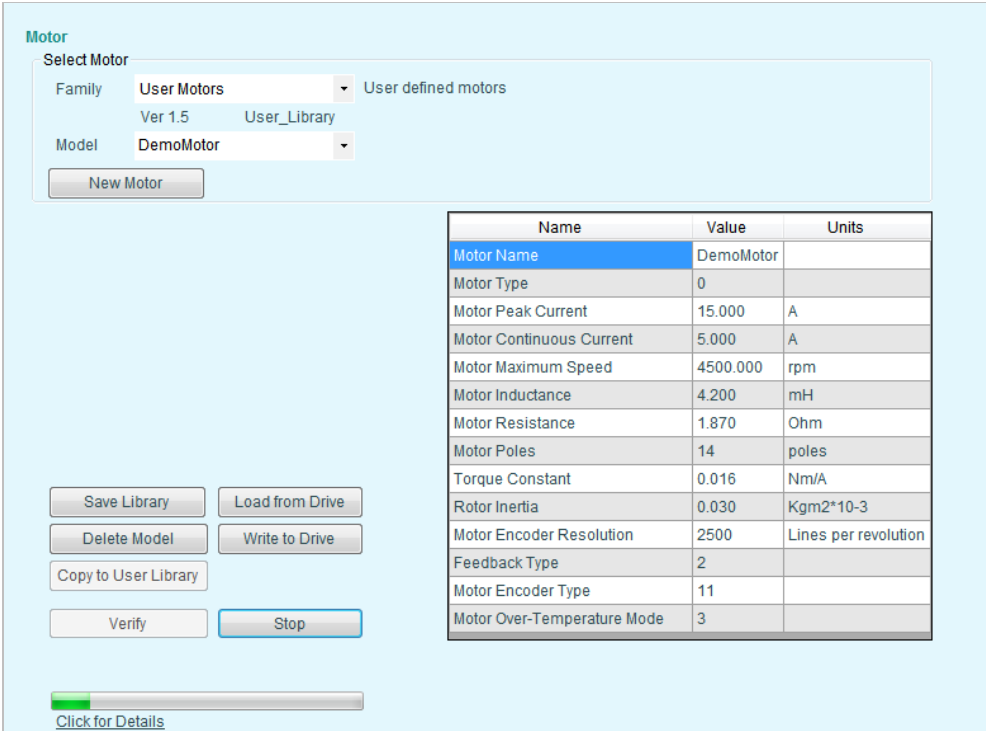 Motor
Select Motor
Family User Motors User defined motors
Ver 1.5 User_Library
Model DemoMotor
New Motor
Name Value Units
Motor Name DemoMotor
Motor Type 0
Motor Peak Current 15.000 A
Motor Continuous Current 5.000 A
Motor Maximum Speed 4500.000 rpm
Motor Inductance 4.200 mH
Motor Resistance 1.870 Ohm
Motor Poles 14 poles
Torque Constant 0.016 Nm/A
Rotor Inertia 0.030 Kgm2*10-3
Motor Encoder Resolution 2500 Lines per revolution
Feedback Type 2
Motor Encoder Type 11
Motor Over-Temperature Mode 3
Save Library Load from Drive
Delete Model Write to Drive
Copy to User Library
Verify Stop
Click for Details